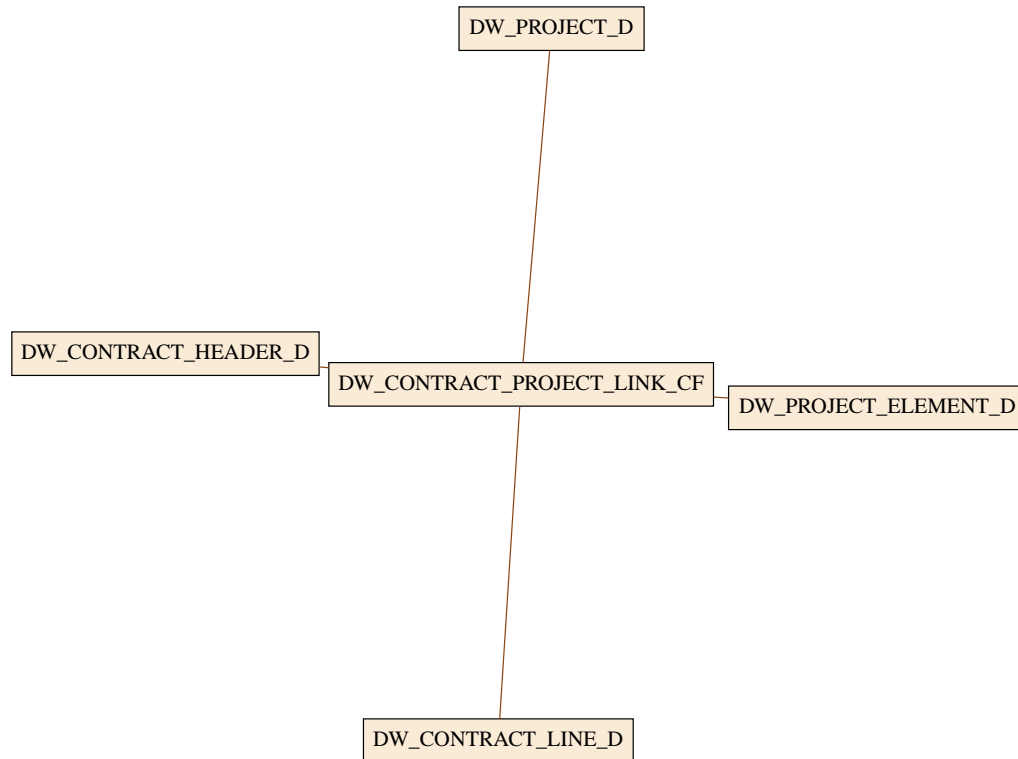 DW_PROJECT_D
DW_CONTRACT_HEADER_D
DW_CONTRACT_PROJECT_LINK_CF
DW_PROJECT_ELEMENT_D
DW_CONTRACT_LINE_D